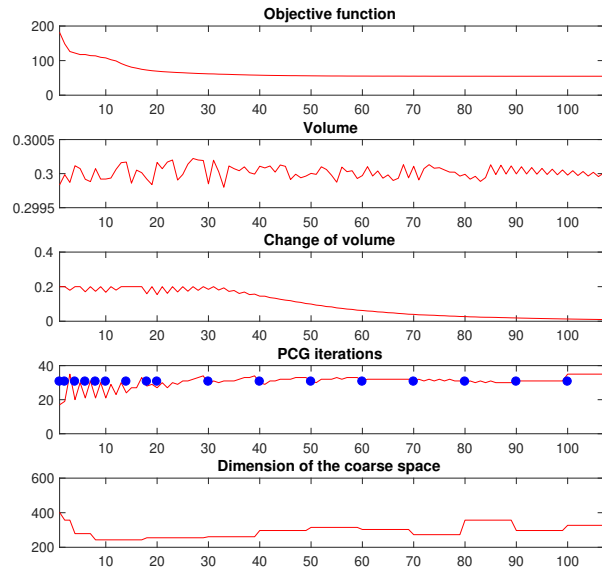 Objective function
200
100
0
10 20 30 40 50 60 70 80 90 100
Volume
0.3005
0.3
0.2995
10 20 30 40 50 60 70 80 90 100
Change of volume
0.4
0.2
0
10 20 30 40 50 60 70 80 90 100
PCG iterations
40
20
0
10 20 30 40 50 60 70 80 90 100
Dimension of the coarse space
600
400
200
10 20 30 40 50 60 70 80 90 100